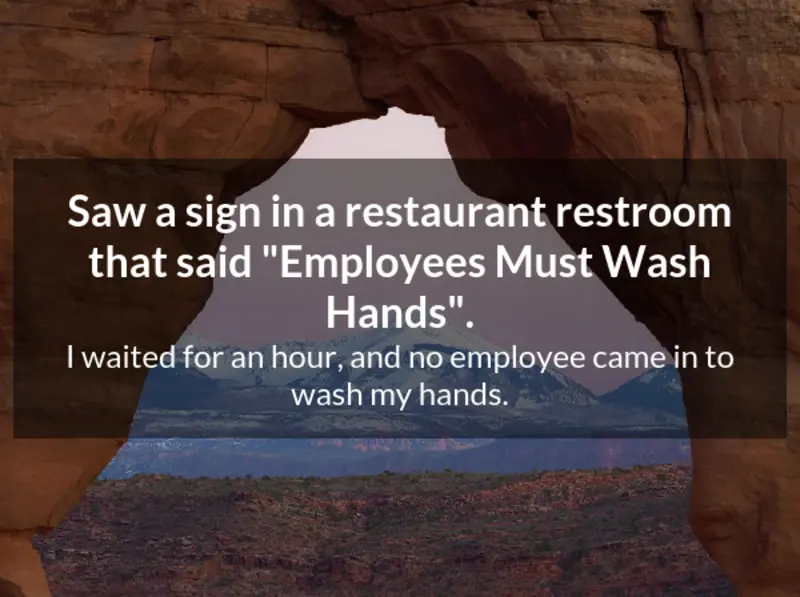 Saw a sign in a restaurant restroom
that said "Employees Must Wash
Hands".
I waited for an hour, and no employee came in to
wash my hands.